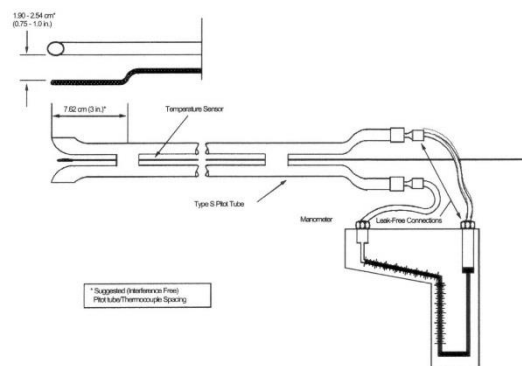 1.90 - 2.54 cm*
(0.75 - 1.0 in.)
7.62 cm (3 in.)*
Temperature Sensor
Type S Pitot Tube
Manometer
Leak-Free Connections
* Suggested (Interference Free)
Pitot tube/Thermocouple Spacing